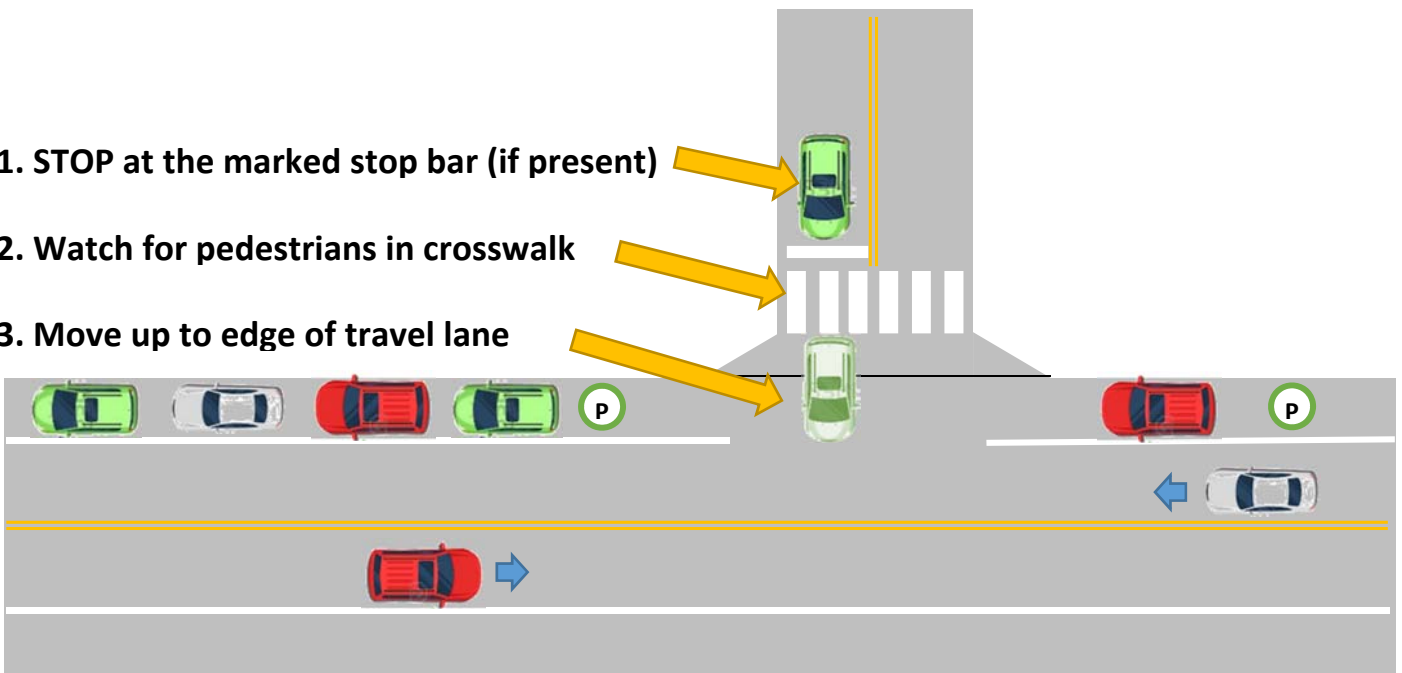 1. STOP at the marked stop bar (if present)
2. Watch for pedestrians in crosswalk
3. Move up to edge of travel lane
P
P